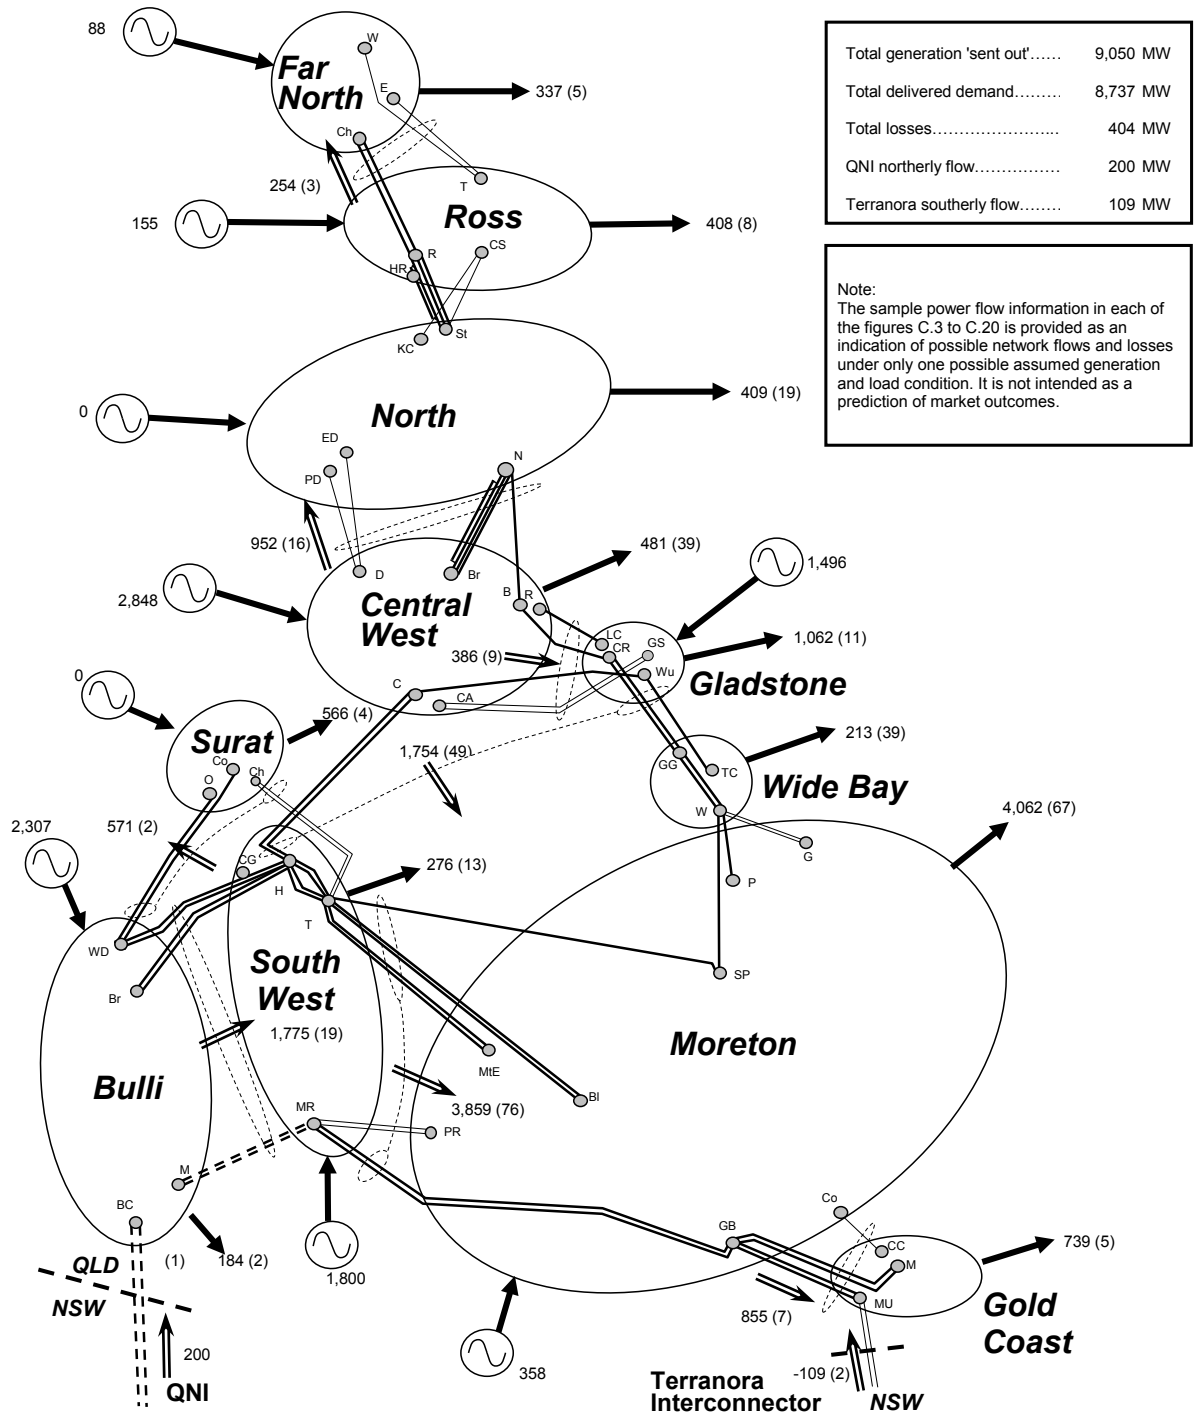 88
W
Far
North
E
337 (5)
Ch
254 (3)
T
155
Ross
408 (8)
CS
R
HR
St
KC
North
409 (19)
0
ED
PD
N
952 (16)
481 (39)
1,496
D
Br
2,848
Central
West
B
R
LC
CR
GS
Wu
1,062 (11)
386 (9)
Gladstone
C
CA
0
566 (4)
Surat
Co
Ch
O
1,754 (49)
213 (39)
GG
TC
Wide Bay
W
G
P
4,062 (67)
2,307
571 (2)
CG
H
276 (13)
T
WD
Br
South
West
SP
1,775 (19)
Moreton
Bulli
MtE
Bl
3,859 (76)
MR
PR
M
BC
(1)
184 (2)
QLD
NSW
1,800
Co
GB
CC
M
MU
739 (5)
Gold
Coast
855 (7)
200
QNI
358
-109 (2)
Terranora
Interconnector
NSW
Total generation 'sent out'...... 9,050 MW
Total delivered demand......... 8,737 MW
Total losses........................ 404 MW
QNI northerly flow................ 200 MW
Terranora southerly flow........ 109 MW
Note:
The sample power flow information in each of
the figures C.3 to C.20 is provided as an
indication of possible network flows and losses
under only one possible assumed generation
and load condition. It is not intended as a
prediction of market outcomes.